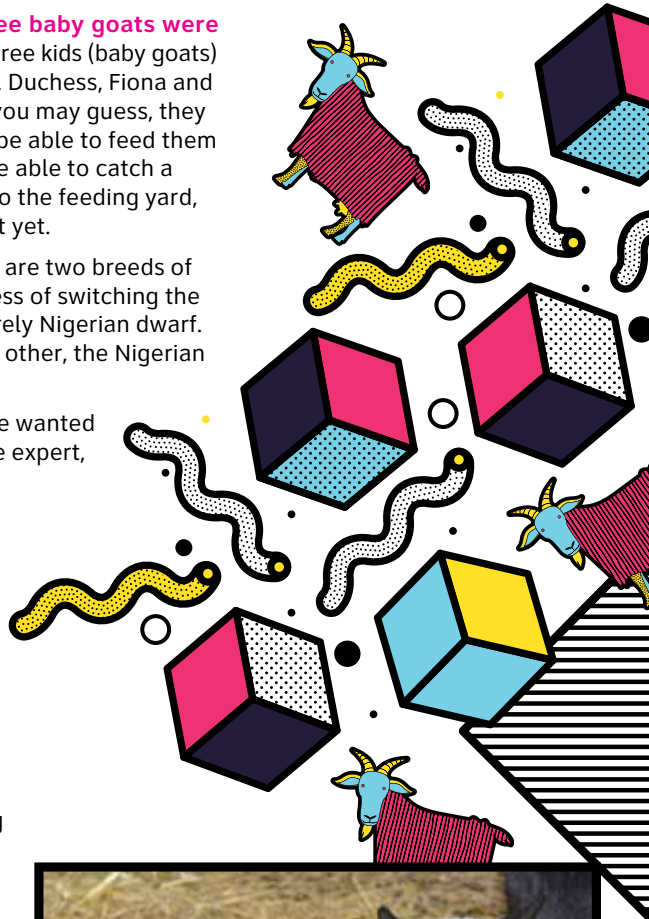 ee baby goats were
ree kids (baby goats)
Duchess, Fiona and
you may guess, they
be able to feed them
e able to catch a
o the feeding yard,
t yet.
are two breeds of
ess of switching the
rely Nigerian dwarf.
other, the Nigerian
e wanted
e expert,